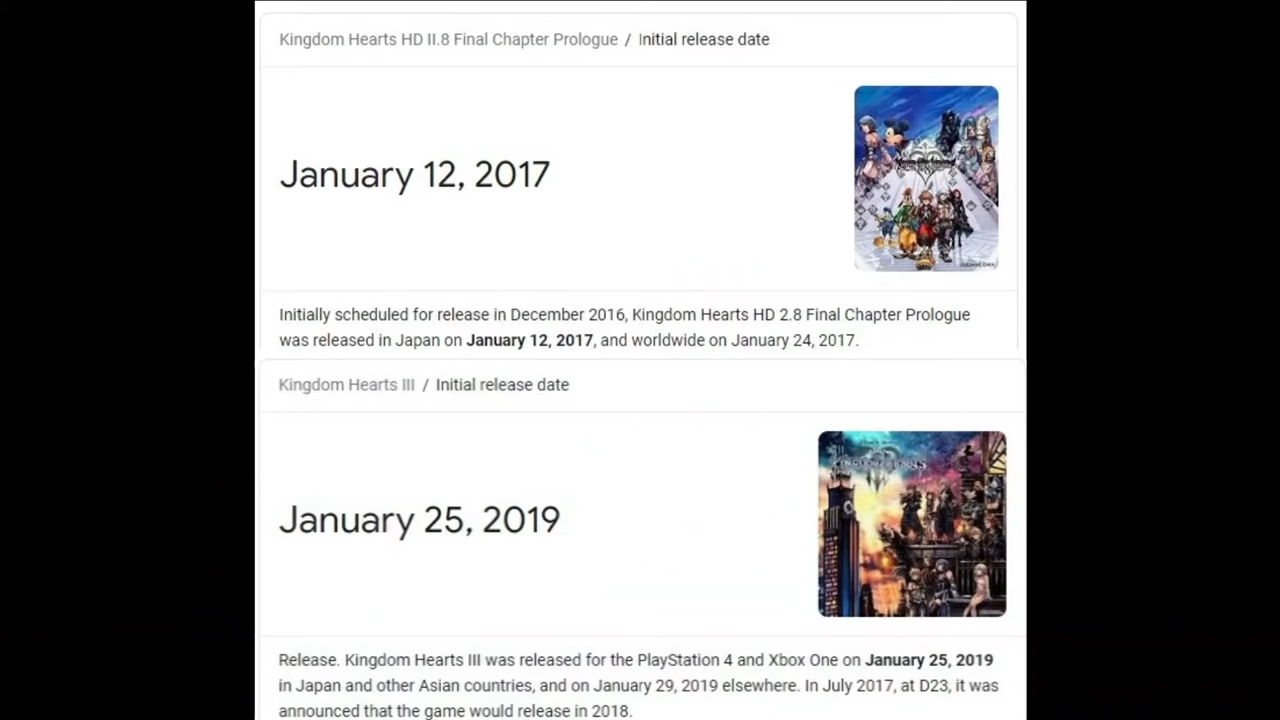 Kingdom Hearts HD II.8 Final Chapter Prologue / Initial release date
January 12, 2017
Initially scheduled for release in December 2016, Kingdom Hearts HD 2.8 Final Chapter Prologue
was released in Japan on January 12, 2017, and worldwide on January 24, 2017.
Kingdom Hearts III / Initial release date
January 25, 2019
Release. Kingdom Hearts III was released for the PlayStation 4 and Xbox One on January 25, 2019
in Japan and other Asian countries, and on January 29, 2019 elsewhere. In July 2017, at D23, it was
announced that the game would release in 2018.